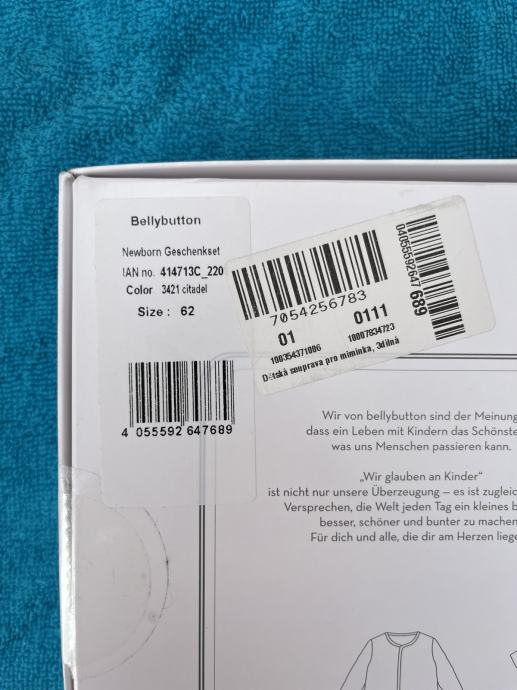 Bellybutton
Newborn Geschenkset
IAN no. 414713C_220
Color 3421 citadel
Size : 62
4 055592 647689
7054256783
01 0111
100354371006 10007834723
Dětská souprava pro miminka, 3dílná
04055592647 689
Wir von bellybutton sind der Meinung
dass ein Leben mit Kindern das Schönste
was uns Menschen passieren kann.
„Wir glauben an Kinder"
ist nicht nur unsere Überzeugung – es ist zugleic
Versprechen, die Welt jeden Tag ein kleines b
besser, schöner und bunter zu machen
Für dich und alle, die dir am Herzen liege